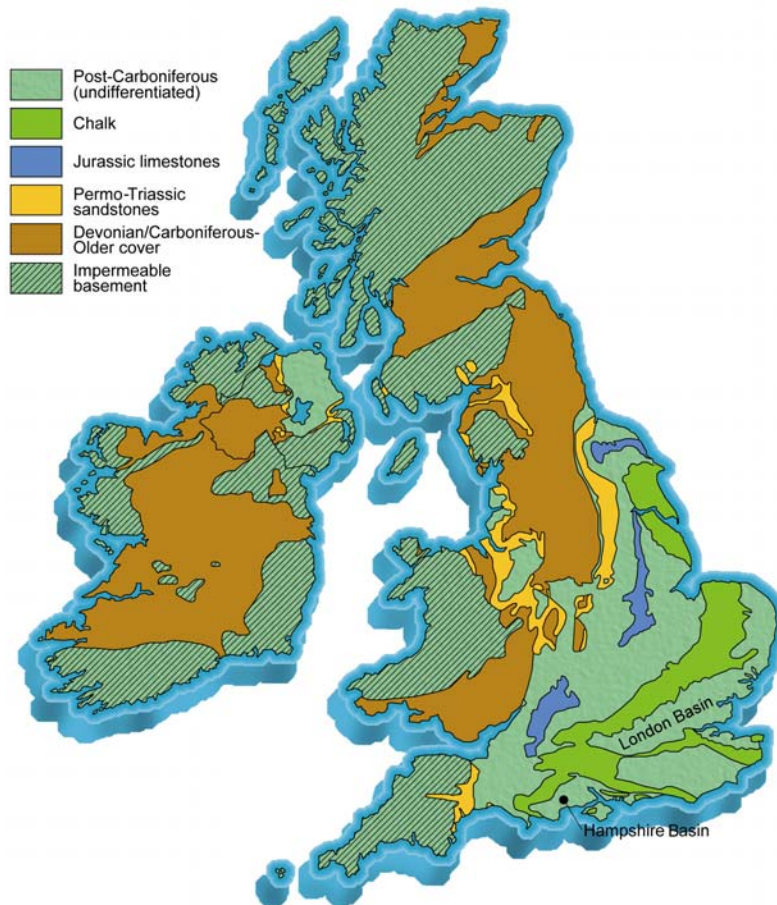 Post-Carboniferous
(undifferentiated)
Chalk
Jurassic limestones
Permo-Triassic
sandstones
Devonian/Carboniferous-
Older cover
Impermeable
basement
London Basin
Hampshire Basin